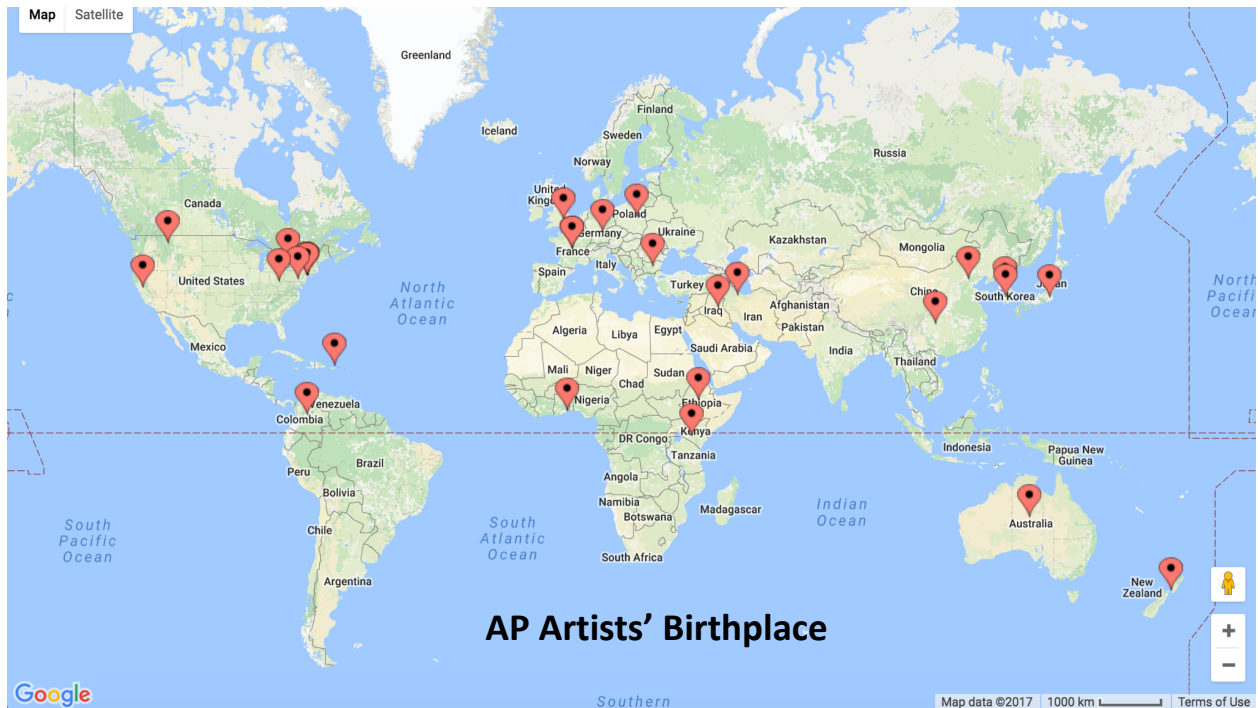 Map Satellite
Greenland
Iceland
Finland
Sweden
Norway
Russia
Canada
United
Kingdom
Poland
Germany
Ukraine
France
Kazakhstan
Mongolia
Spain
Italy
United States
Turkey
Afghanistan
China
South Korea
Japan
North
Atlantic
Ocean
North
Pacific
Ocean
Iraq
Iran
Pakistan
Algeria
Libya
Egypt
Saudi Arabia
India
Mexico
Thailand
Mali
Niger
Chad
Sudan
Nigeria
Ethiopia
Venezuela
Colombia
Kenya
DR Congo
Tanzania
Indonesia
Papua New
Guinea
Peru
Brazil
Angola
Bolivia
Namibia
Botswana
Madagascar
Indian
Ocean
Chile
South
Pacific
Ocean
South
Atlantic
Ocean
Australia
South Africa
Argentina
New
Zealand
AP Artists’ Birthplace
+
−
Google
Southern
Map data ©2017 1000 km Terms of Use